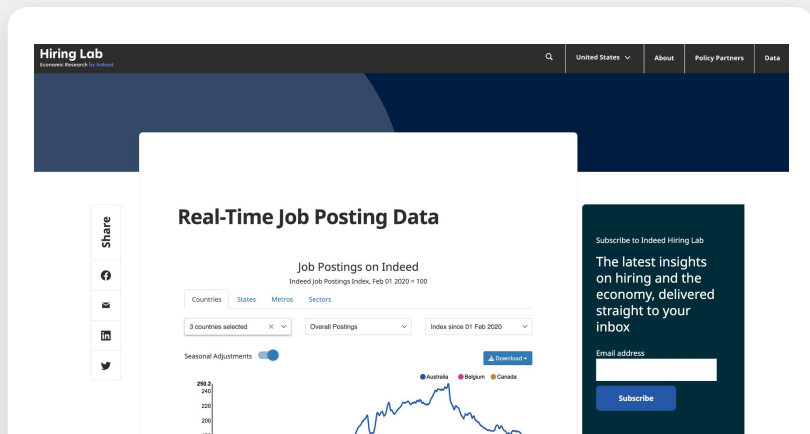 Hiring Lab
Economic Research by Indeed
United States
About
Policy Partners
Data
Share
Real-Time Job Posting Data
Job Postings on Indeed
Indeed Job Postings Index, Feb 01 2020 = 100
Countries States Metros Sectors
3 countries selected
Overall Postings
Index since 01 Feb 2020
Seasonal Adjustments
Download
Australia Belgium Canada
250.2
240
220
200
Subscribe to Indeed Hiring Lab
The latest insights
on hiring and the
economy, delivered
straight to your
inbox
Email address
Subscribe